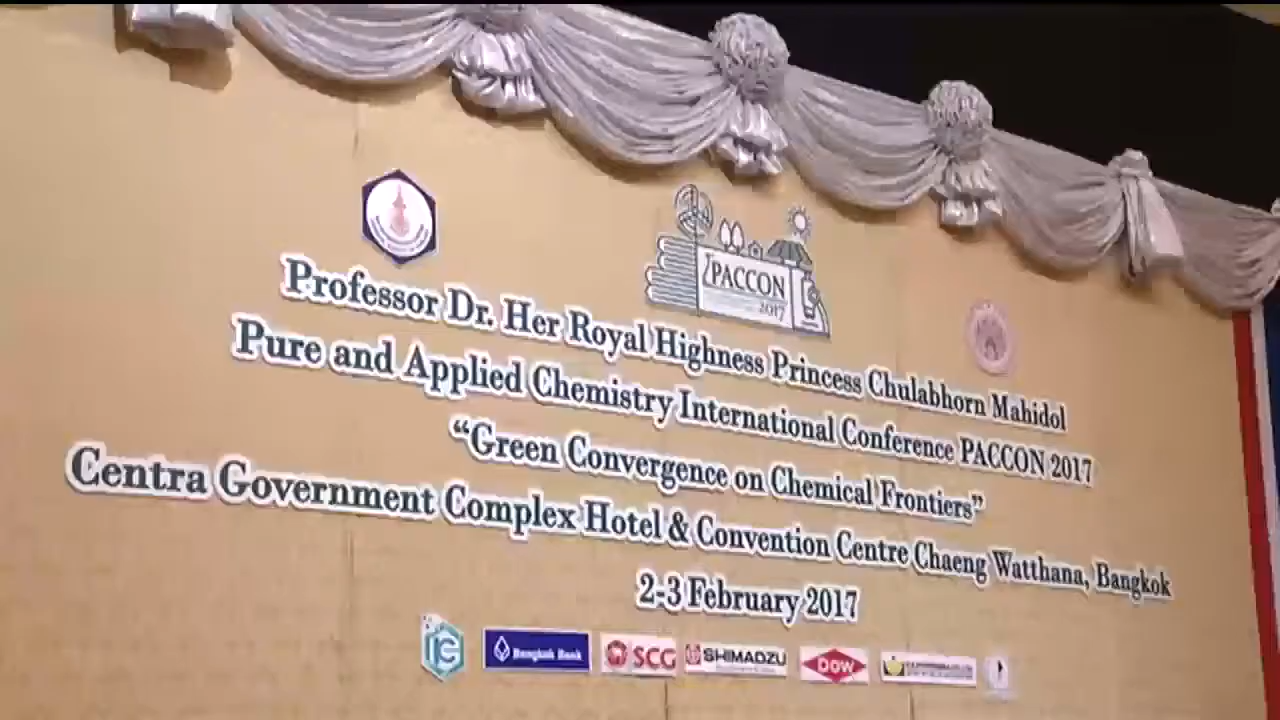 PACCON
2017
Professor Dr. Her Royal Highness Princess Chulabhorn Mahidol
Pure and Applied Chemistry International Conference PACCON 2017
“Green Convergence on Chemical Frontiers”
Centra Government Complex Hotel & Convention Centre Chaeng Watthana, Bangkok
2-3 February 2017
Bangkok Bank
SCG
SHIMADZU
Dow